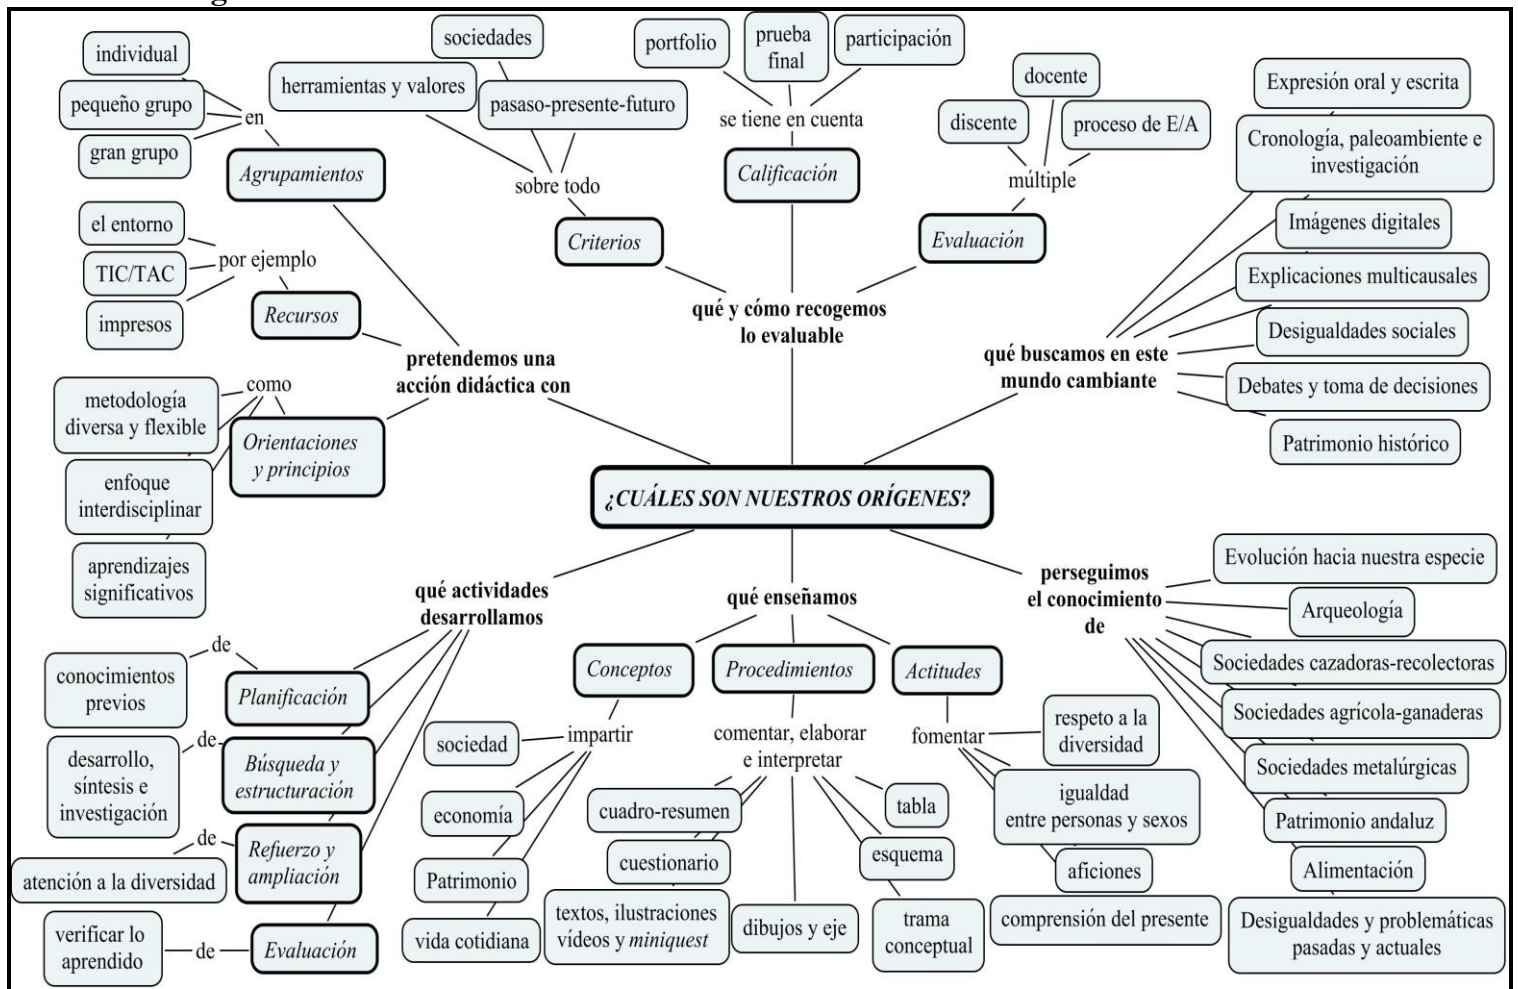 individual
pequeño grupo
gran grupo
en
Agrupamientos
sociedades
herramientas y valores
pasaso-presente-futuro
sobre todo
Criterios
portfolio
prueba
final
participación
se tiene en cuenta
Calificación
docente
discente
proceso de E/A
múltiple
Evaluación
Expresión oral y escrita
Cronología, paleoambiente e
investigación
Imágenes digitales
Explicaciones multicausales
Desigualdades sociales
Debates y toma de decisiones
Patrimonio histórico
el entorno
TIC/TAC
impresos
por ejemplo
Recursos
qué y cómo recogemos
lo evaluable
qué buscamos en este
mundo cambiante
pretendemos una
acción didáctica con
como
metodología
diversa y flexible
enfoque
interdisciplinar
aprendizajes
significativos
Orientaciones
y principios
¿CUÁLES SON NUESTROS ORÍGENES?
qué actividades
desarrollamos
de
conocimientos
previos
Planificación
de
desarrollo,
síntesis e
investigación
Búsqueda y
estructuración
de
atención a la diversidad
Refuerzo y
ampliación
verificar lo
aprendido
de
Evaluación
qué enseñamos
Conceptos
impartir
sociedad
economía
Patrimonio
vida cotidiana
Procedimientos
comentar, elaborar
e interpretar
cuadro-resumen
cuestionario
textos, ilustraciones
vídeos y miniquest
dibujos y eje
tabla
esquema
trama
conceptual
Actitudes
fomentar
respeto a la
diversidad
igualdad
entre personas y sexos
aficiones
comprensión del presente
perseguimos
el conocimiento
de
Evolución hacia nuestra especie
Arqueología
Sociedades cazadoras-recolectoras
Sociedades agrícola-ganaderas
Sociedades metalúrgicas
Patrimonio andaluz
Alimentación
Desigualdades y problemáticas
pasadas y actuales